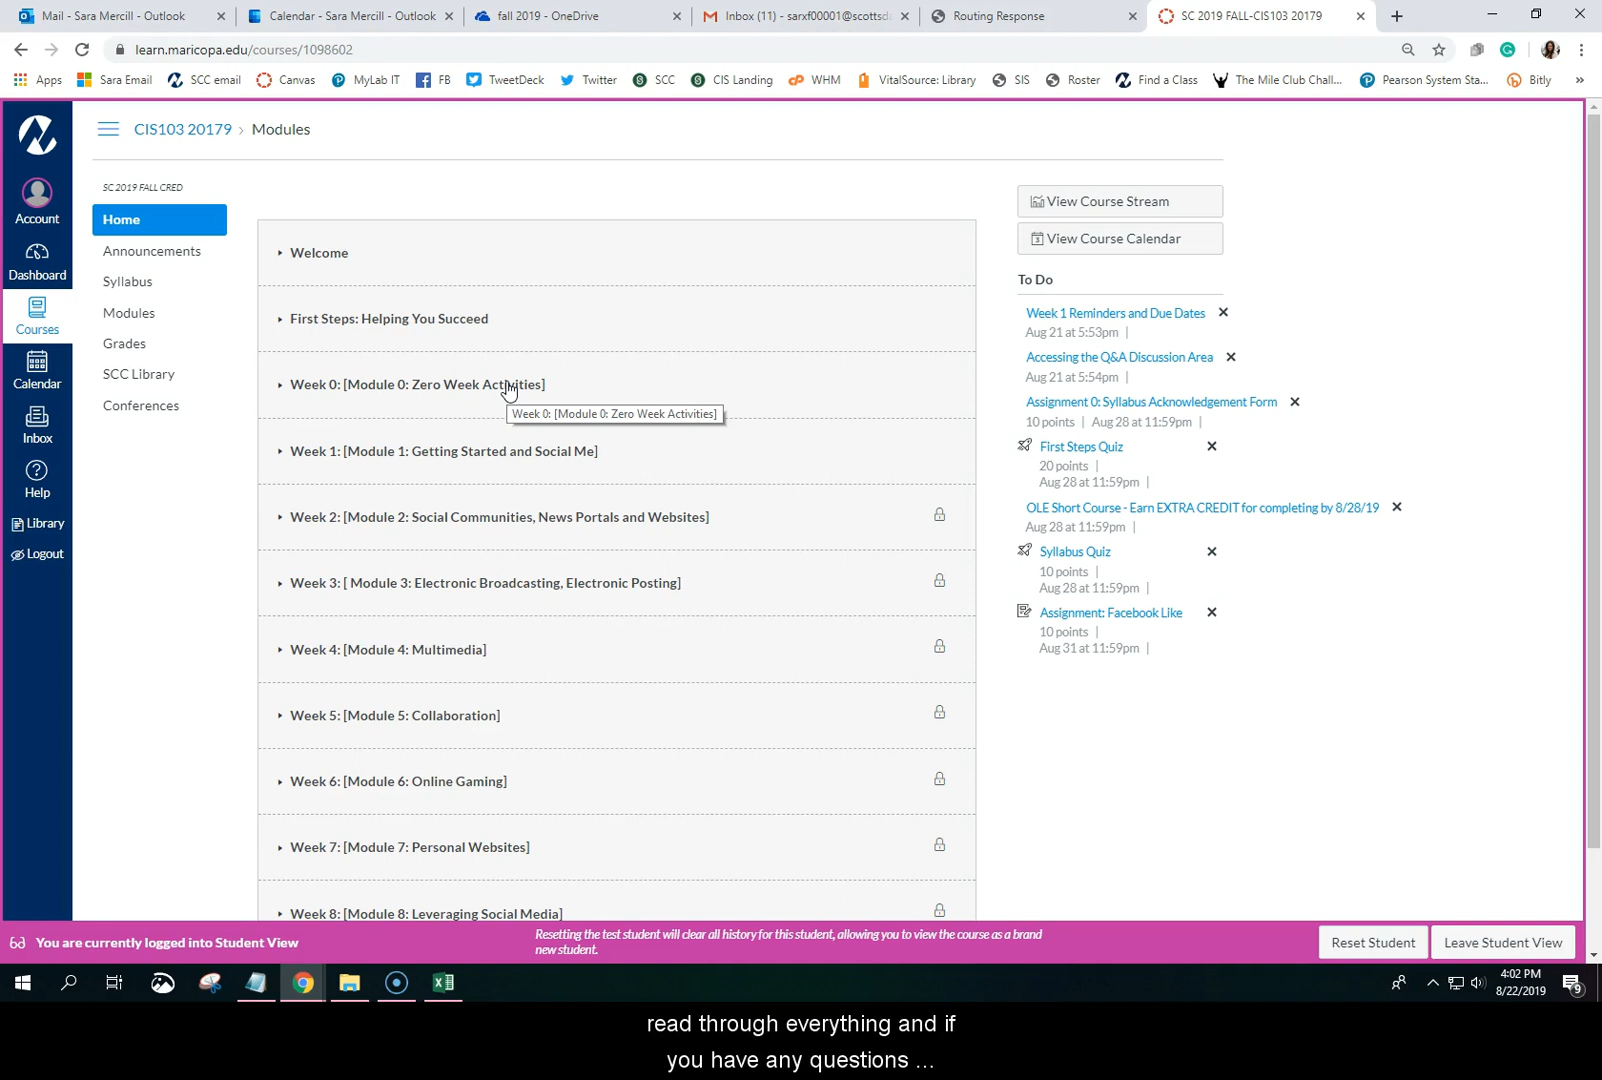 Mail - Sara Mercill - Outlook
Calendar - Sara Mercill - Outlook
fall 2019 - OneDrive
Inbox (11) - sarxf00001@scottsd
Routing Response
SC 2019 FALL-CIS103 20179
learn.maricopa.edu/courses/1098602
Apps
Sara Email
SCC email
Canvas
MyLab IT
FB
TweetDeck
Twitter
SCC
CIS Landing
WHM
VitalSource: Library
SIS
Roster
Find a Class
The Mile Club Chall...
Pearson System Sta...
Bitly
»
CIS103 20179 › Modules
Account
Dashboard
Courses
Calendar
Inbox
Help
Library
Logout
SC 2019 FALL CRED
Home
Announcements
Syllabus
Modules
Grades
SCC Library
Conferences
Welcome
First Steps: Helping You Succeed
Week 0: [Module 0: Zero Week Activities]
Week 0: [Module 0: Zero Week Activities]
Week 1: [Module 1: Getting Started and Social Me]
Week 2: [Module 2: Social Communities, News Portals and Websites]
Week 3: [ Module 3: Electronic Broadcasting, Electronic Posting]
Week 4: [Module 4: Multimedia]
Week 5: [Module 5: Collaboration]
Week 6: [Module 6: Online Gaming]
Week 7: [Module 7: Personal Websites]
Week 8: [Module 8: Leveraging Social Media]
View Course Stream
View Course Calendar
To Do
Week 1 Reminders and Due Dates
Aug 21 at 5:53pm |
Accessing the Q&A Discussion Area
Aug 21 at 5:54pm |
Assignment 0: Syllabus Acknowledgement Form
10 points | Aug 28 at 11:59pm |
First Steps Quiz
20 points |
Aug 28 at 11:59pm |
OLE Short Course - Earn EXTRA CREDIT for completing by 8/28/19
Aug 28 at 11:59pm |
Syllabus Quiz
10 points |
Aug 28 at 11:59pm |
Assignment: Facebook Like
10 points |
Aug 31 at 11:59pm |
You are currently logged into Student View
Resetting the test student will clear all history for this student, allowing you to view the course as a brand
new student.
Reset Student
Leave Student View
4:02 PM
8/22/2019
9
read through everything and if
you have any questions ...